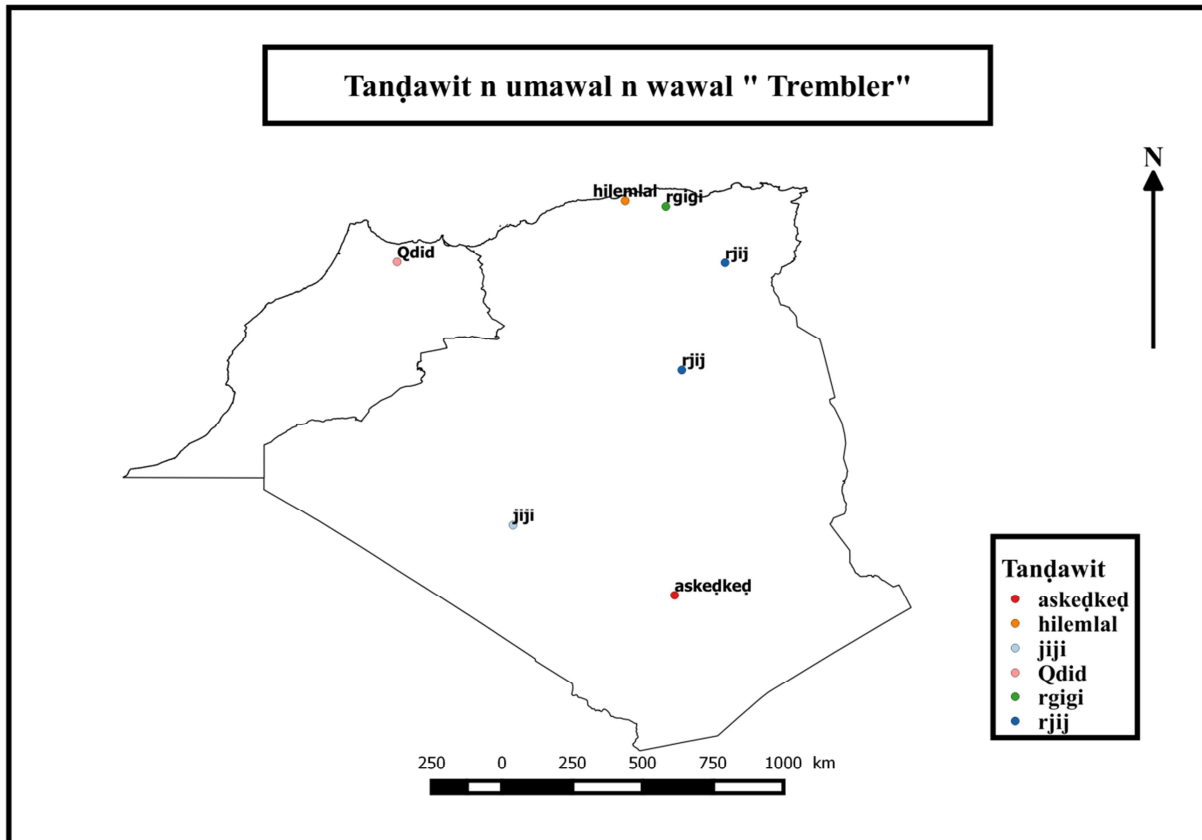 Tanḍawit n umawal n wawal " Trembler"
N
hilemlal
rgigi
Qdid
rjij
rjij
jiji
askeḍkeḍ
Tanḍawit
askeḍkeḍ
hilemlal
jiji
Qdid
rgigi
rjij
250 0 250 500 750 1000 km